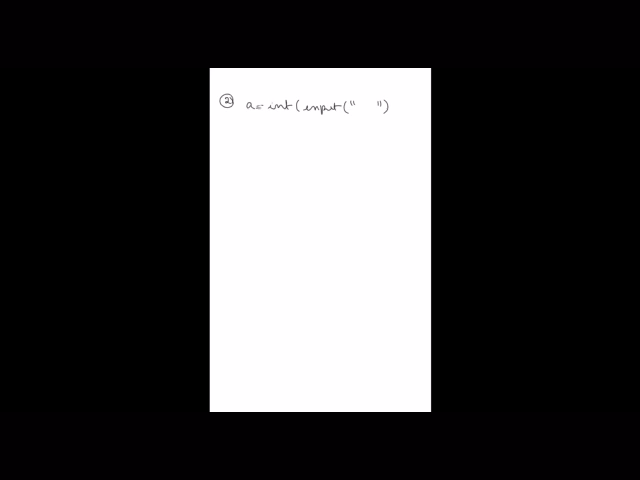 ② a= int(input(" ")